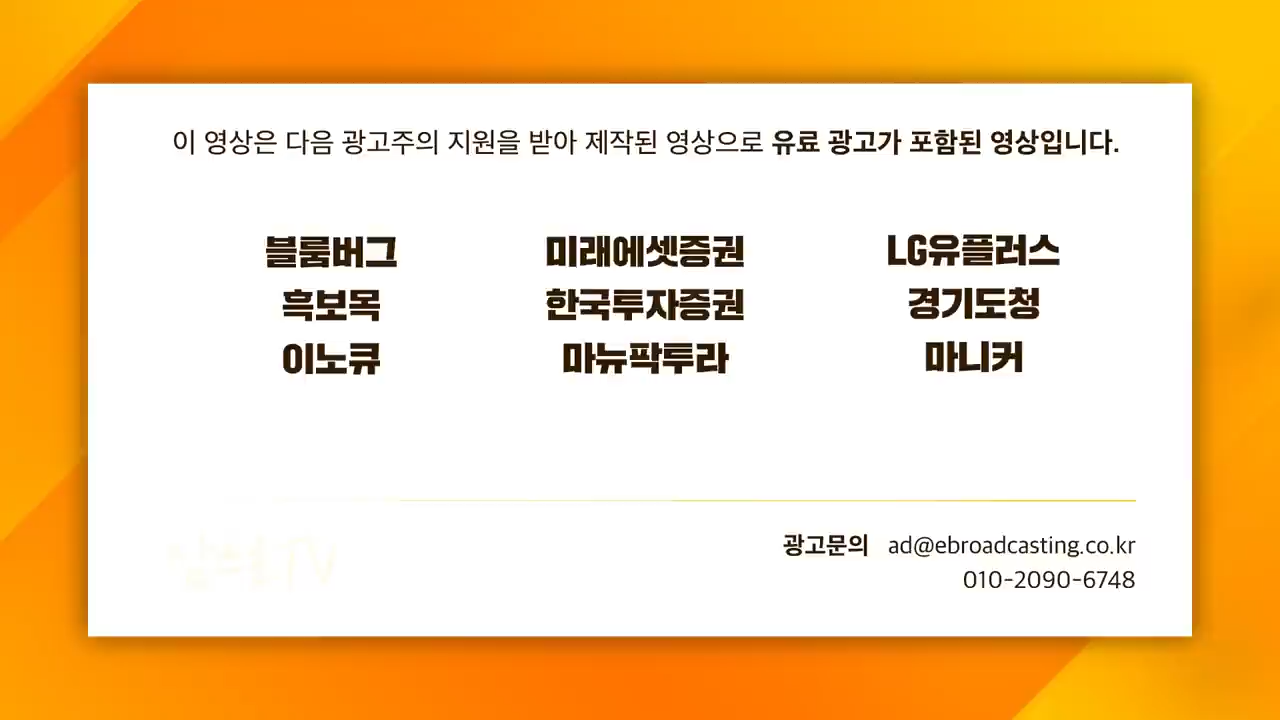 이 영상은 다음 광고주의 지원을 받아 제작된 영상으로 유료 광고가 포함된 영상입니다.
블룸버그 미래에셋증권 LG유플러스
흑보목 한국투자증권 경기도청
이노큐 마뉴팍투라 마니커
광고문의 ad@ebroadcasting.co.kr
010-2090-6748